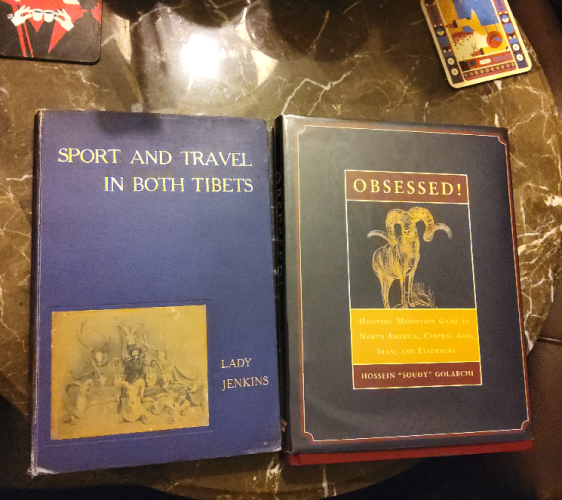 SPORT AND TRAVEL
IN BOTH TIBETS
LADY
JENKINS
OBSESSED!
HUNTING MOUNTAIN GAME IN
NORTH AMERICA, CENTRAL ASIA,
IRAN, AND ELSEWHERE
HOSSEIN "SOUDY" GOLABCHI